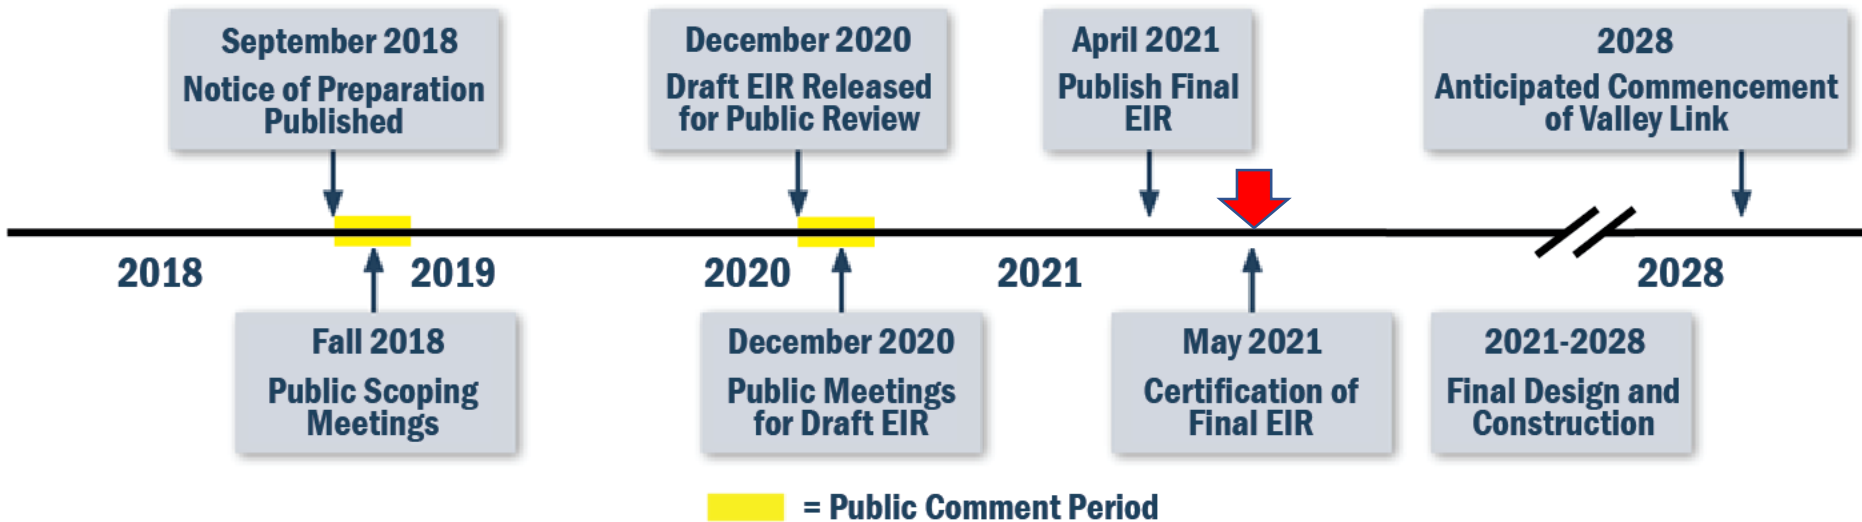 September 2018
Notice of Preparation
Published
December 2020
Draft EIR Released
for Public Review
April 2021
Publish Final
EIR
2028
Anticipated Commencement
of Valley Link
2018
2019
2020
2021
2028
Fall 2018
Public Scoping
Meetings
December 2020
Public Meetings
for Draft EIR
May 2021
Certification of
Final EIR
2021-2028
Final Design and
Construction
= Public Comment Period